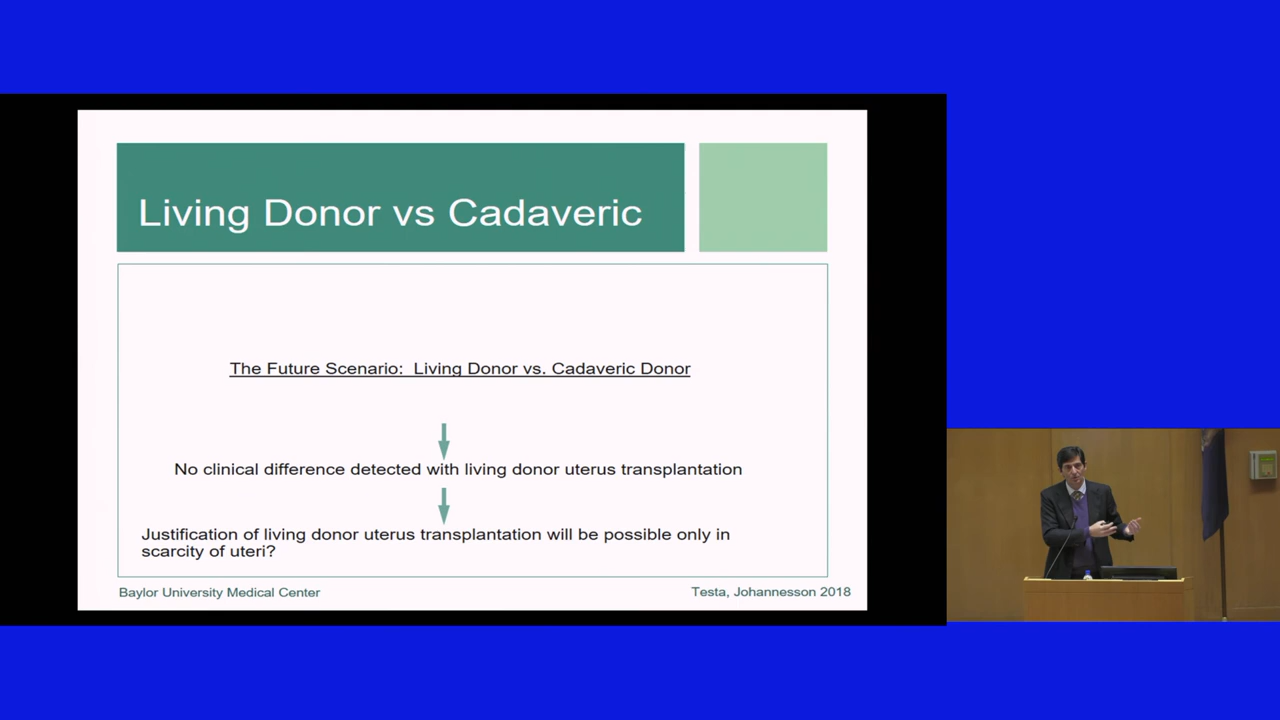 Living Donor vs Cadaveric
The Future Scenario:  Living Donor vs. Cadaveric Donor
No clinical difference detected with living donor uterus transplantation
Justification of living donor uterus transplantation will be possible only in
scarcity of uteri?
Baylor University Medical Center
Testa, Johannesson 2018